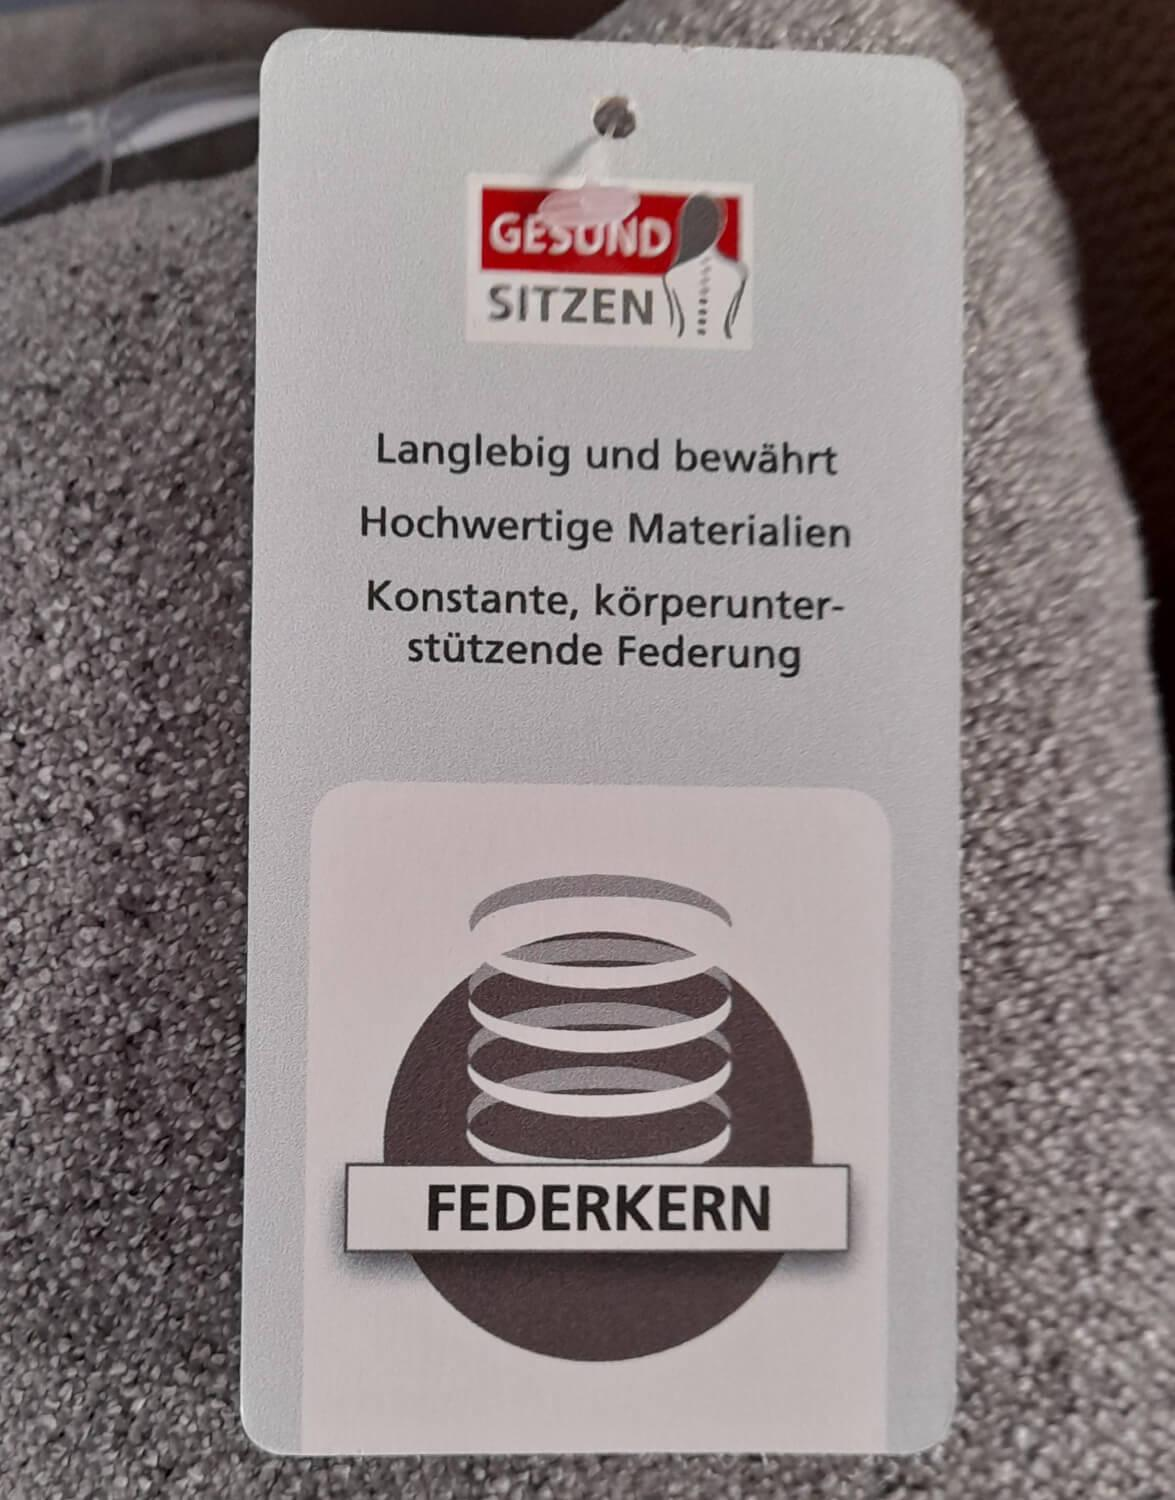 GESUND
SITZEN
Langlebig und bewährt
Hochwertige Materialien
Konstante, körperunter-
stützende Federung
FEDERKERN